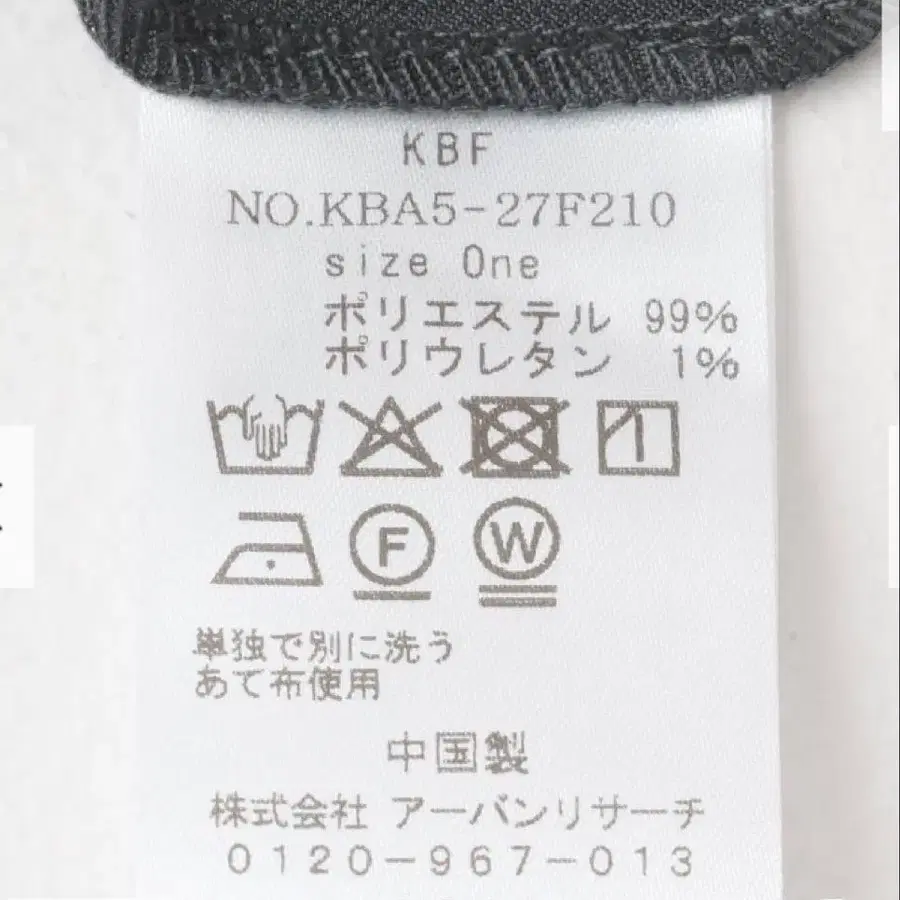 KBF
NO.KBA5-27F210
size One
ポリエステル 99%
ポリウレタン 1%
F W
単独で別に洗う
あて布使用
中国製
株式会社 アーバンリサーチ
0120-967-013